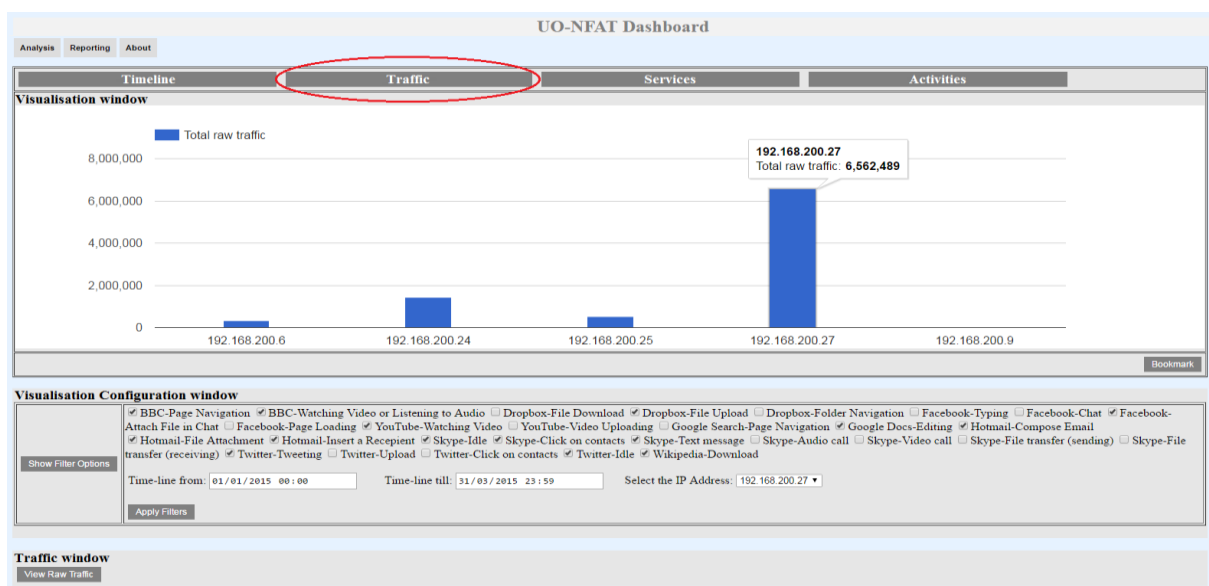 UO-NFAT Dashboard
Analysis Reporting About
Timeline Traffic Services Activities
Visualisation window
Total raw traffic
192.168.200.27
Total raw traffic: 6,562,489
8,000,000
6,000,000
4,000,000
2,000,000
0
192.168.200.6 192.168.200.24 192.168.200.25 192.168.200.27 192.168.200.9
Bookmark
Visualisation Configuration window
BBC-Page Navigation BBC-Watching Video or Listening to Audio Dropbox-File Download Dropbox-File Upload Dropbox-Folder Navigation Facebook-Typing Facebook-Chat Facebook-
Attach File in Chat Facebook-Page Loading YouTube-Watching Video YouTube-Video Uploading Google Search-Page Navigation Google Docs-Editing Hotmail-Compose Email
Hotmail-File Attachment Hotmail-Insert a Recepient Skype-Idle Skype-Click on contacts Skype-Text message Skype-Audio call Skype-Video call Skype-File transfer (sending) Skype-File
transfer (receiving) Twitter-Tweeting Twitter-Upload Twitter-Click on contacts Twitter-Idle Wikipedia-Download
Show Filter Options
Time-line from: 01/01/2015 00:00 Time-line till: 31/03/2015 23:59 Select the IP Address: 192.168.200.27
Apply Filters
Traffic window
View Raw Traffic